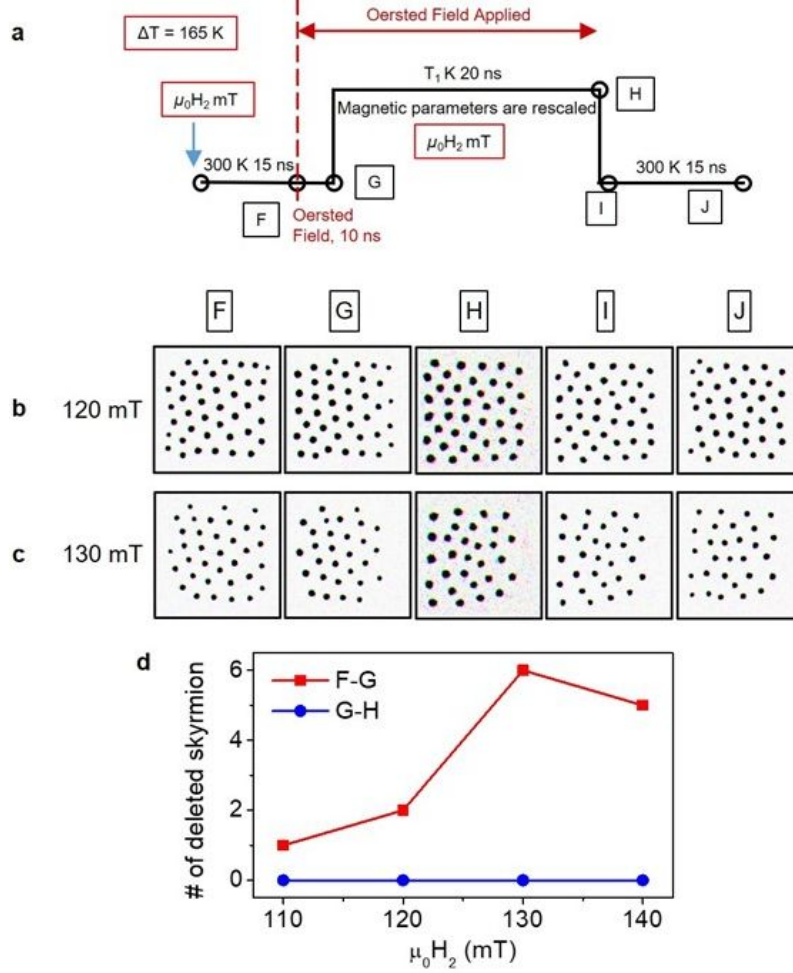 a
ΔT = 165 K
Oersted Field Applied
μ₀H₂ mT
T₁ K 20 ns
H
Magnetic parameters are rescaled
μ₀H₂ mT
300 K 15 ns
G
300 K 15 ns
F
Oersted
Field, 10 ns
I
J
F
G
H
I
J
b 120 mT
c 130 mT
d
# of deleted skyrmion
6
4
2
0
F-G
G-H
110 120 130 140
μ₀H₂ (mT)